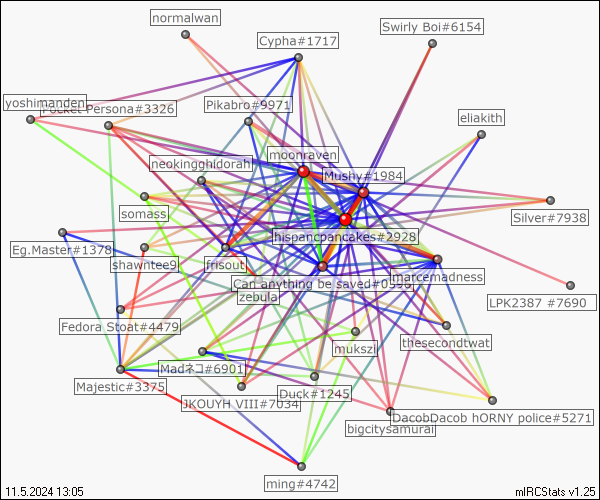 normalwan
Swirly Boi#6154
Cypha#1717
yoshimanden
Pocket Persona#3326
Pikabro#9971
eliakith
moonraven
neokingghidorah
Mushy#1984
somass
Silver#7938
hispancpancakes#2928
Eg.Master#1378
shawntee9
frisout
marcemadness
Can anything be saved#0596
zebula
LPK2387 #7690
Fedora Stoat#4479
thesecondtwat
mukszi
Madネコ#6901
Majestic#3375
Duck#1245
JKOUYH VIII#7034
DacobDacob hORNY police#5271
bigcitysamurai
ming#4742
11.5.2024 13:05
mIRCStats v1.25